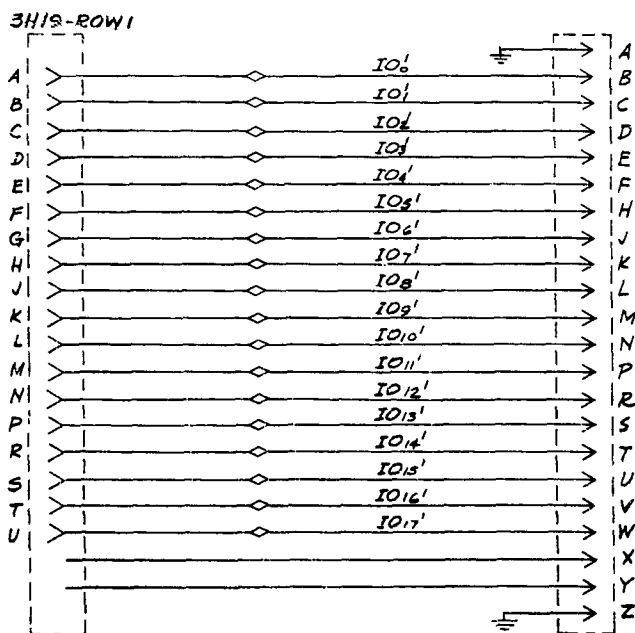 3H19-ROW1
A
A IO0' B
B IO1' C
C IO2' D
D IO3' E
E IO4' F
F IO5' H
G IO6' J
H IO7' K
J IO8' L
K IO9' M
L IO10' N
M IO11' P
N IO12' R
P IO13' S
R IO14' T
S IO15' U
T IO16' V
U IO17' W
X
Y
Z